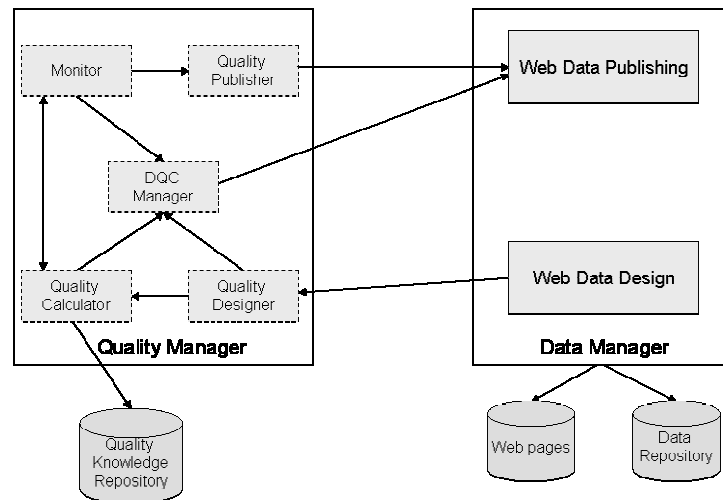 Monitor
Quality
Publisher
Web Data Publishing
DQC
Manager
Quality
Calculator
Quality
Designer
Web Data Design
Quality Manager
Data Manager
Quality
Knowledge
Repository
Web pages
Data
Repository